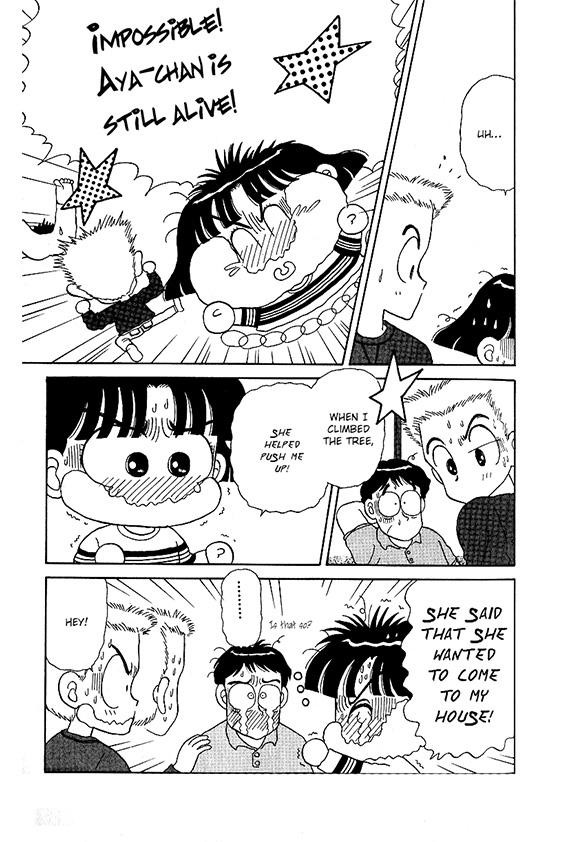 UH...
IMPOSSIBLE!
AYA-CHAN IS
STILL ALIVE!
WHEN I
CLIMBED
THE TREE,
SHE
HELPED
PUSH ME
UP!
SHE SAID
THAT SHE
WANTED
TO COME
TO MY
HOUSE!
Is that so?
HEY!